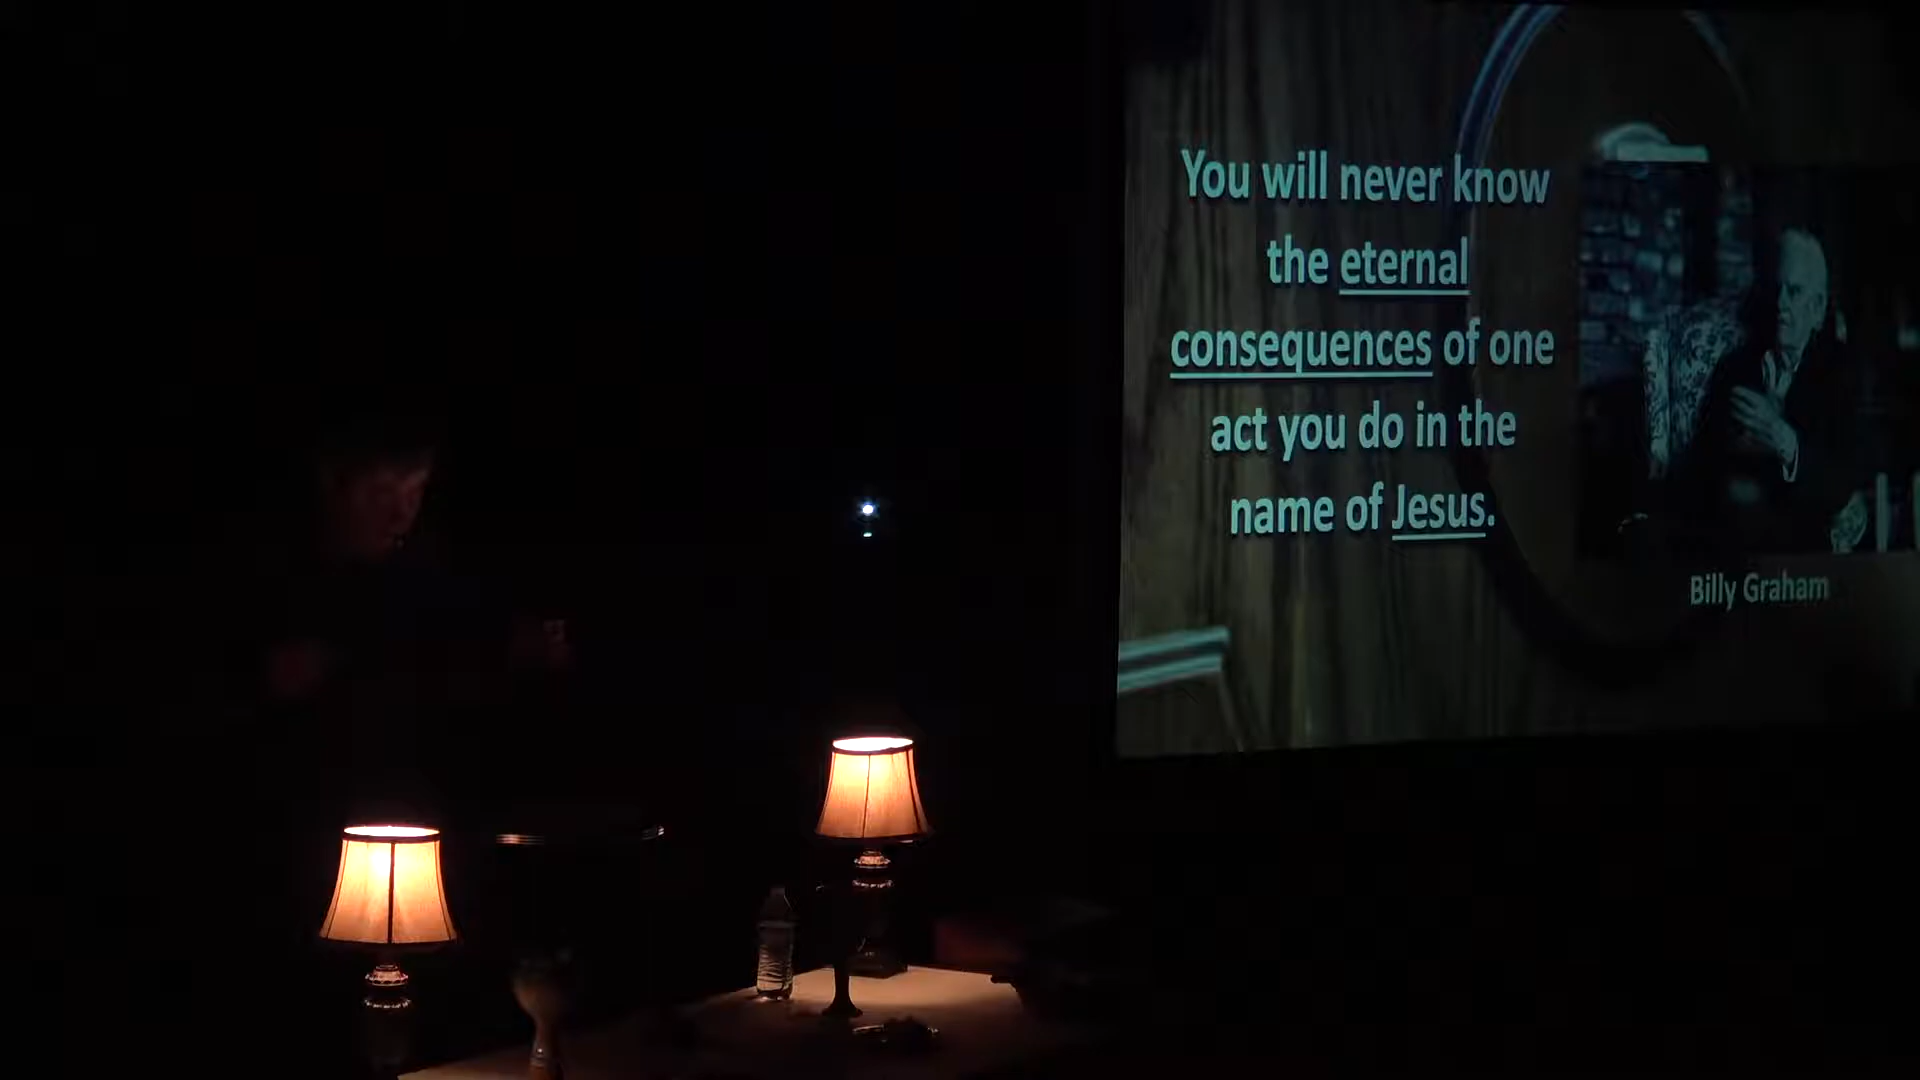 You will never know
the eternal
consequences of one
act you do in the
name of Jesus.
Billy Graham